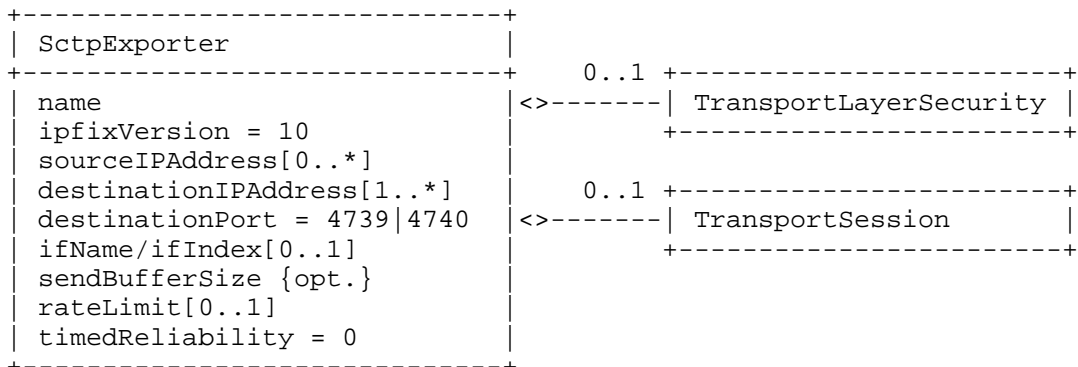 +------------------------------+
| SctpExporter                 |
+------------------------------+    0..1 +------------------------+
| name                         |<>-------| TransportLayerSecurity |
| ipfixVersion = 10            |         +------------------------+
| sourceIPAddress[0..*]        |
| destinationIPAddress[1..*]   |    0..1 +------------------------+
| destinationPort = 4739|4740  |<>-------| TransportSession       |
| ifName/ifIndex[0..1]         |         +------------------------+
| sendBufferSize {opt.}        |
| rateLimit[0..1]              |
| timedReliability = 0         |
+------------------------------+